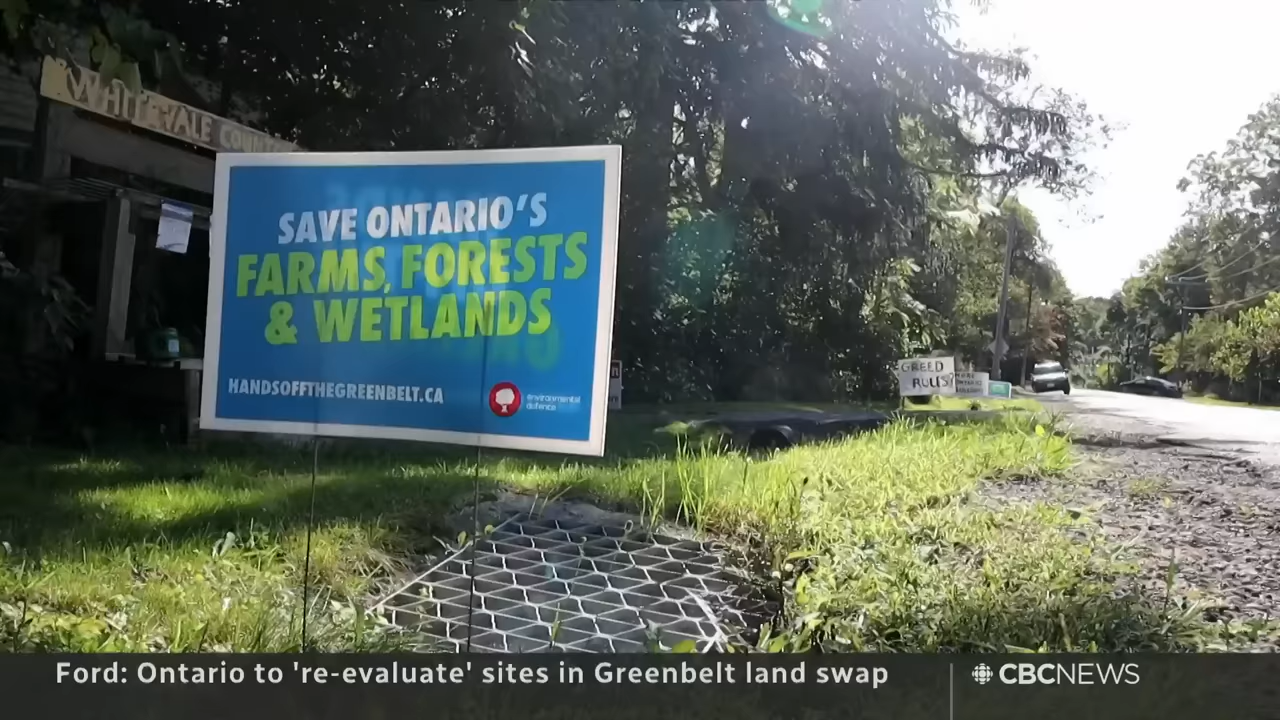 WHITEVALE COUNTRY
SAVE ONTARIO'S
FARMS, FORESTS
& WETLANDS
HANDSOFFTHEGREENBELT.CA
environmental
defence
GREED
RULES!
Ford: Ontario to 're-evaluate' sites in Greenbelt land swap
CBCNEWS